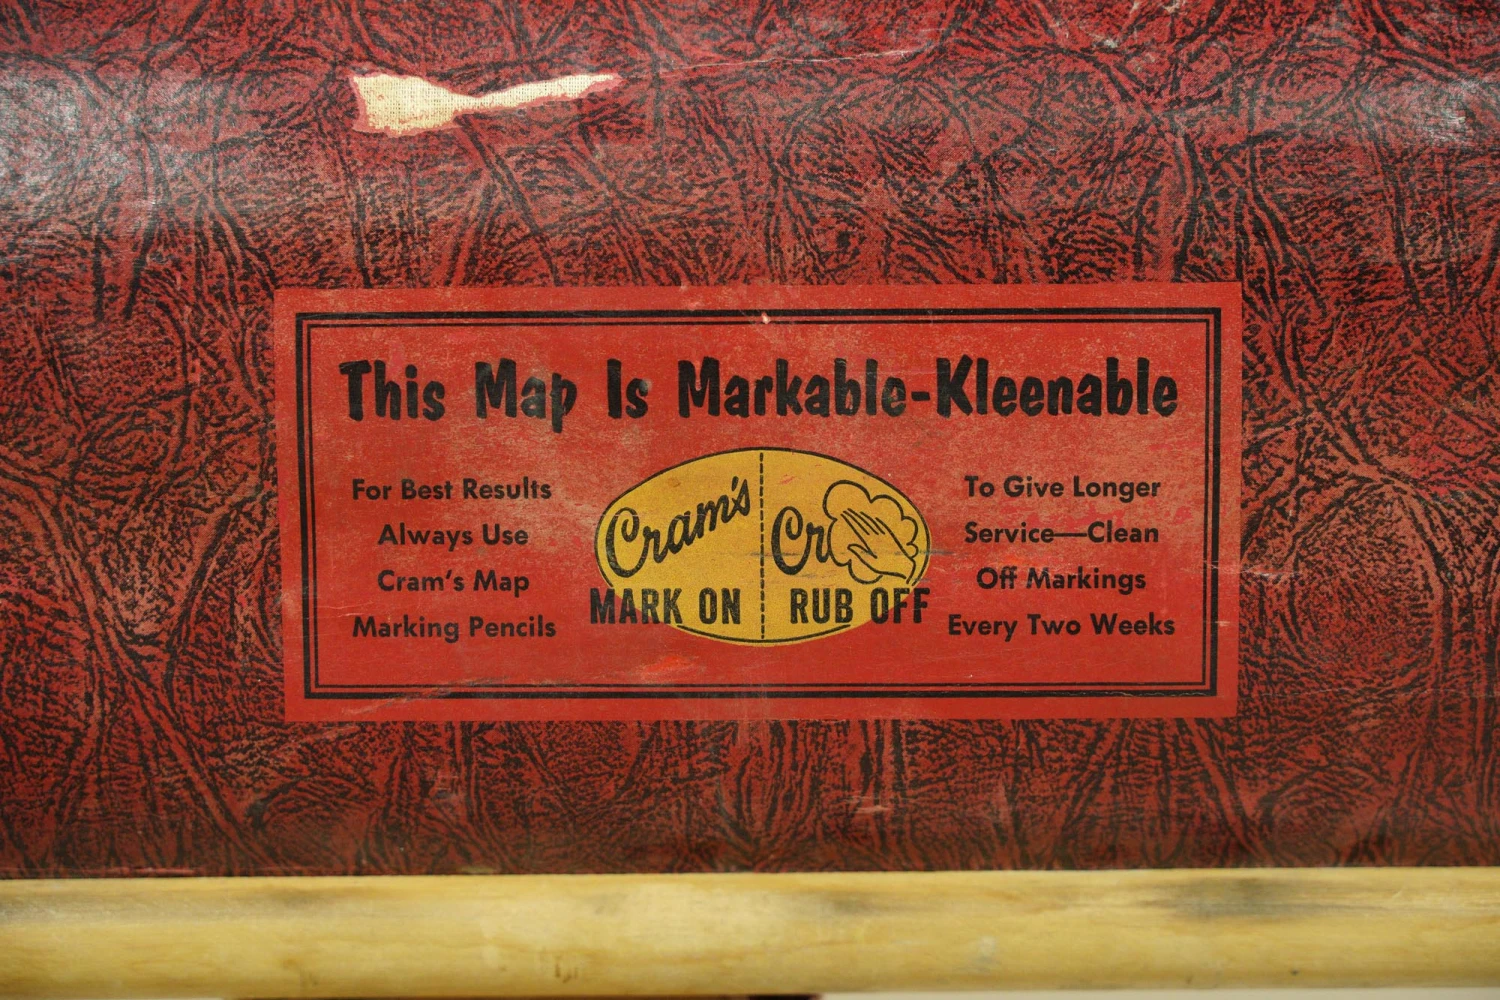 This Map Is Markable-Kleenable
For Best Results
Always Use
Cram's Map
Marking Pencils
Cram's
MARK ON
Cr
RUB OFF
To Give Longer
Service—Clean
Off Markings
Every Two Weeks